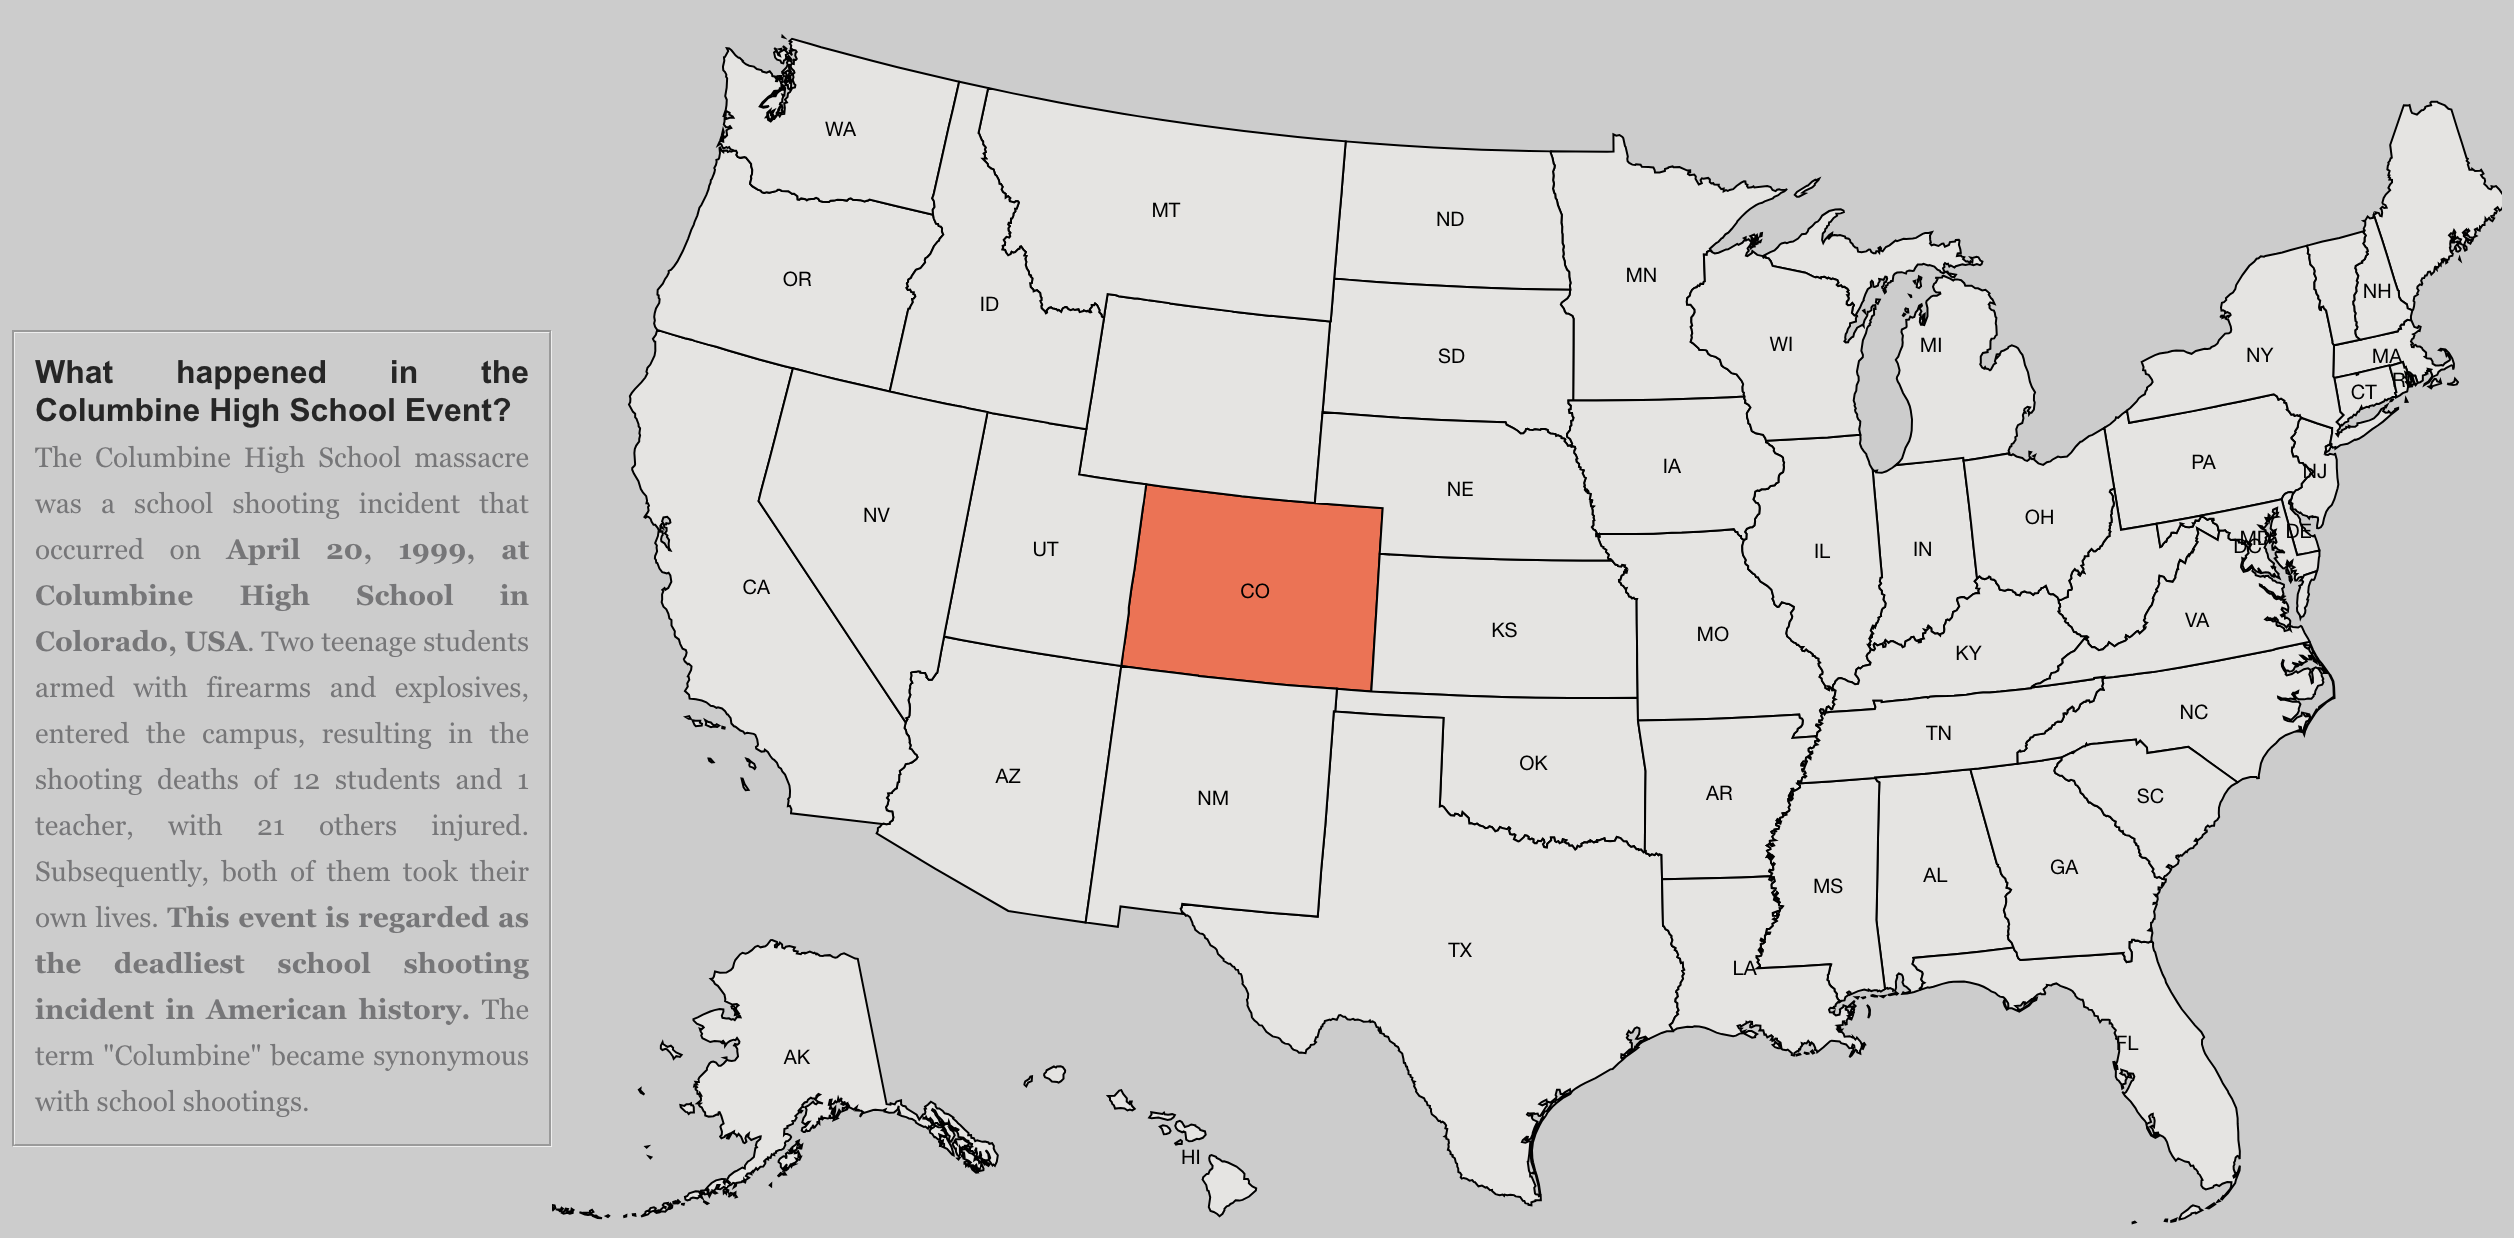 What happened in the
Columbine High School Event?
The Columbine High School massacre
was a school shooting incident that
occurred on April 20, 1999, at
Columbine High School in
Colorado, USA. Two teenage students
armed with firearms and explosives,
entered the campus, resulting in the
shooting deaths of 12 students and 1
teacher, with 21 others injured.
Subsequently, both of them took their
own lives. This event is regarded as
the deadliest school shooting
incident in American history. The
term "Columbine" became synonymous
with school shootings.
WA
MT
ND
MN
OR
ID
SD
WI
MI
NY
NH
MA
CT
NV
UT
CO
NE
IA
IL
IN
OH
PA
NJ
MD
DE
DC
CA
KS
MO
KY
VA
AZ
NM
OK
AR
TN
NC
SC
TX
LA
MS
AL
GA
FL
AK
HI